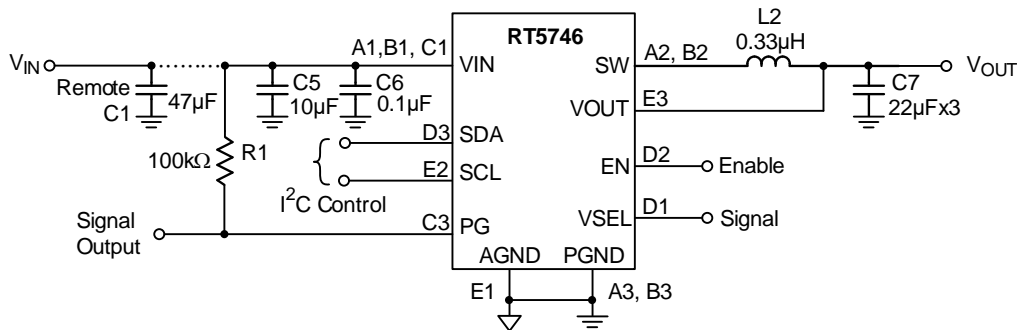 L2
RT5746
0.33µH
A1,B1, C1
A2, B2
VIN
VIN
SW
VOUT
Remote
C1
47µF
C5
10µF
C6
0.1µF
C7
22µFx3
VOUT
E3
D3
SDA
100kΩ
R1
E2
SCL
EN
D2
Enable
I²C Control
VSEL
D1
Signal
Signal
Output
C3
PG
AGND
PGND
E1
A3, B3